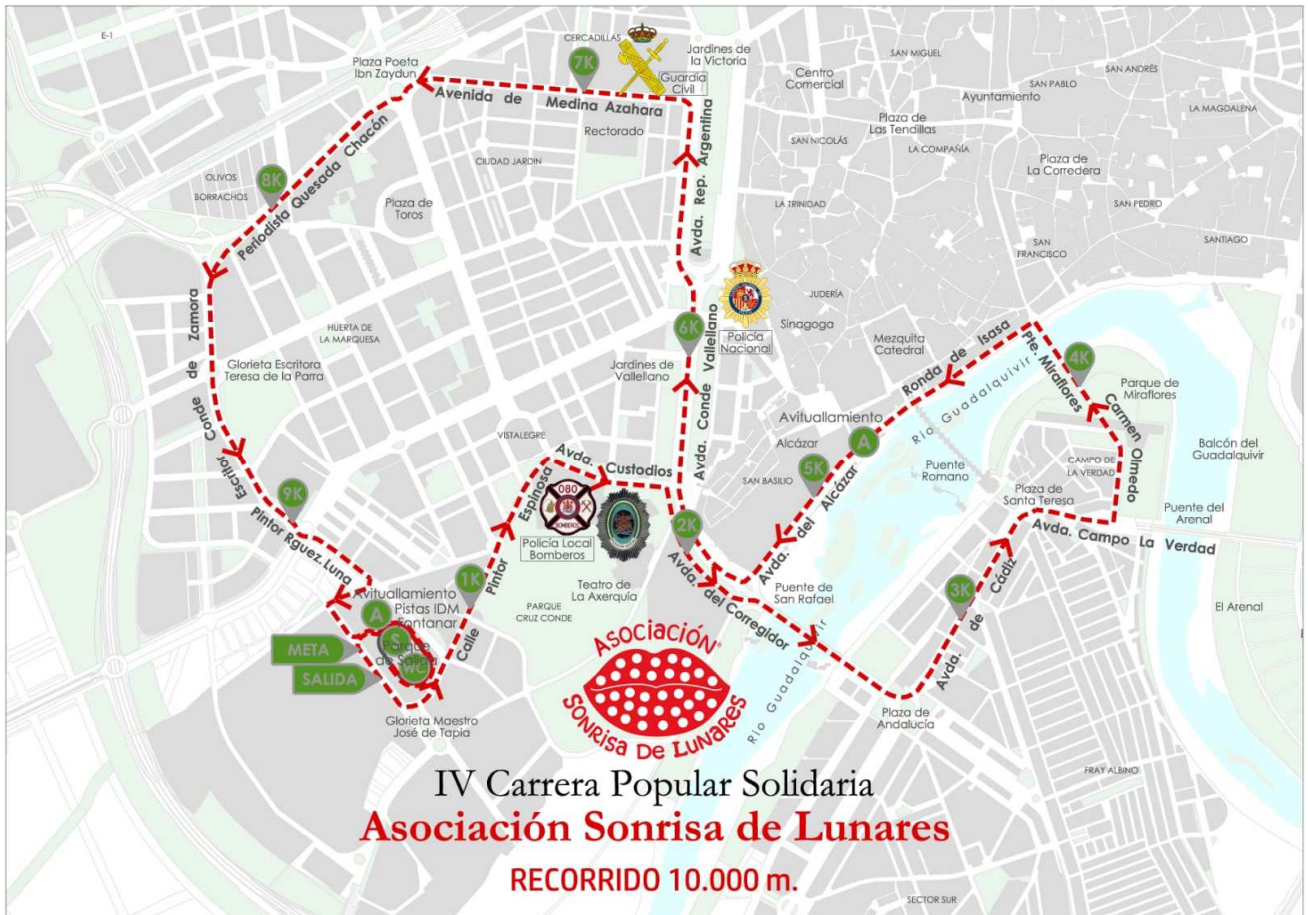 E-1
CERCADILLAS
Plaza Poeta
Ibn Zaydun
7K
Guardia
Civil
Jardines de
la Victoria
Centro
Comercial
SAN MIGUEL
SAN PABLO
SAN ANDRÉS
Ayuntamiento
LA MAGDALENA
Avenida de Medina Azahara
Rectorado
Plaza de
Las Tendillas
SAN NICOLÁS
LA COMPAÑÍA
Plaza de
La Corredera
CIUDAD JARDIN
Avda. Rep. Argentina
Periodista Quesada Chacón
8K
OLIVOS
BORRACHOS
Plaza de
Toros
LA TRINIDAD
SAN PEDRO
SAN
FRANCISCO
SANTIAGO
JUDERÍA
Sinagoga
Policía
Nacional
6K
Mezquita
Catedral
Ronda de Isasa
Pte. Miraflores
4K
Parque de
Miraflores
HUERTA DE
LA MARQUESA
Glorieta Escritora
Teresa de la Parra
Jardines de
Vallellano
Avda. Conde Vallellano
Escritor Conde de Zamora
Río Guadalquivir
Carmen Olmedo
Avituallamiento
A
Alcázar
5K
SAN BASILIO
Avda. del Alcázar
Puente
Romano
CAMPO DE
LA VERDAD
Balcón del
Guadalquivir
VISTALEGRE
Avda. Custodios
Plaza de
Santa Teresa
Puente del
Arenal
Avda. Campo La Verdad
9K
Pintor Rguez. Luna
080
BOMBEROS
Policía Local
Bomberos
2K
Calle Pintor Espinosa
1K
Teatro de
La Axerquía
PARQUE
CRUZ CONDE
Avda. del Corregidor
Puente de
San Rafael
3K
Avda. de Cádiz
El Arenal
Avituallamiento
Pistas IDM
Fontanar
A
S
Parque
de Salida
WC
META
SALIDA
Glorieta Maestro
José de Tapia
Río Guadalquivir
Plaza de
Andalucía
FRAY ALBINO
ASOCIACIÓN
SONRISA DE LUNARES
IV Carrera Popular Solidaria
Asociación Sonrisa de Lunares
RECORRIDO 10.000 m.
SECTOR SUR